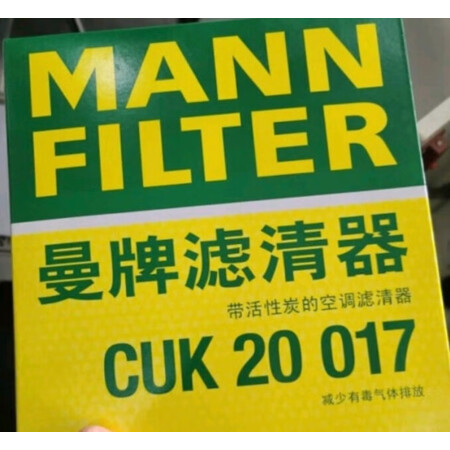 MANN
FILTER
曼牌滤清器
带活性炭的空调滤清器
CUK 20 017
减少有毒气体排放